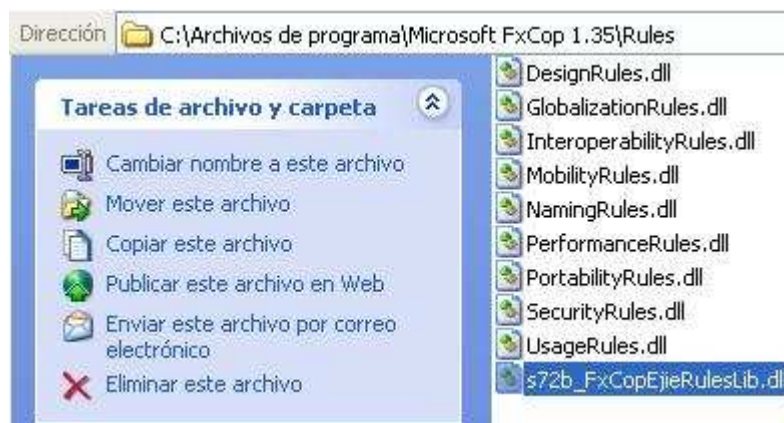 Dirección C:\Archivos de programa\Microsoft FxCop 1.35\Rules
Tareas de archivo y carpeta
Cambiar nombre a este archivo
Mover este archivo
Copiar este archivo
Publicar este archivo en Web
Enviar este archivo por correo
electrónico
Eliminar este archivo
DesignRules.dll
GlobalizationRules.dll
InteroperabilityRules.dll
MobilityRules.dll
NamingRules.dll
PerformanceRules.dll
PortabilityRules.dll
SecurityRules.dll
UsageRules.dll
s72b_FxCopEjieRulesLib.dl